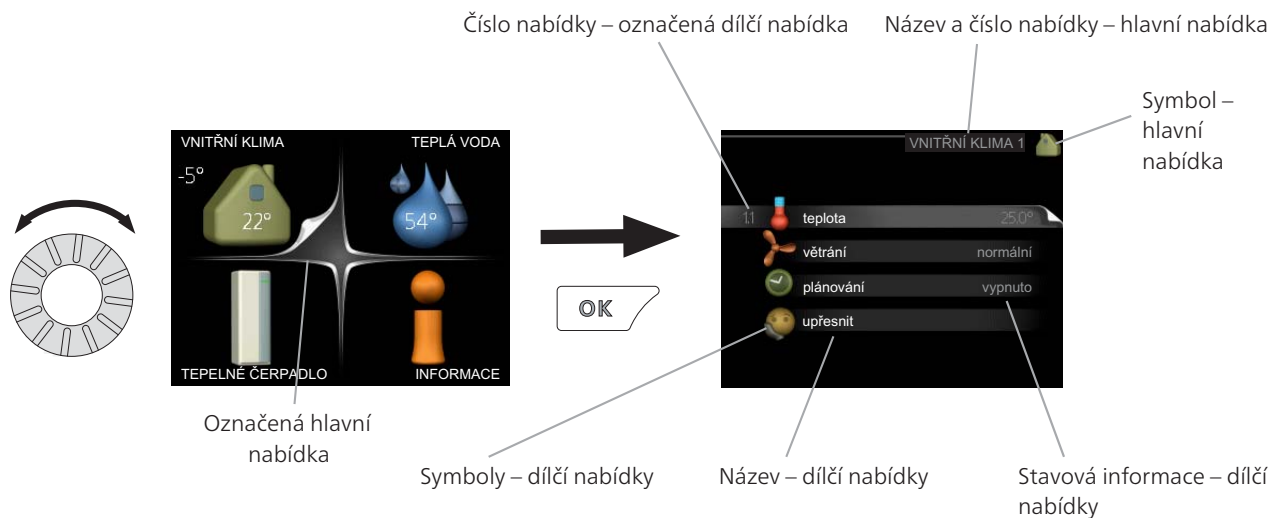 Číslo nabídky – označená dílčí nabídka
Název a číslo nabídky – hlavní nabídka
Symbol –
hlavní
nabídka
VNITŘNÍ KLIMA
TEPLÁ VODA
-5°
22°
54°
TEPELNÉ ČERPADLO
INFORMACE
OK
VNITŘNÍ KLIMA 1
1.1 teplota 25.0°
větrání normální
plánování vypnuto
upřesnit
Označená hlavní
nabídka
Symboly – dílčí nabídky
Název – dílčí nabídky
Stavová informace – dílčí
nabídky